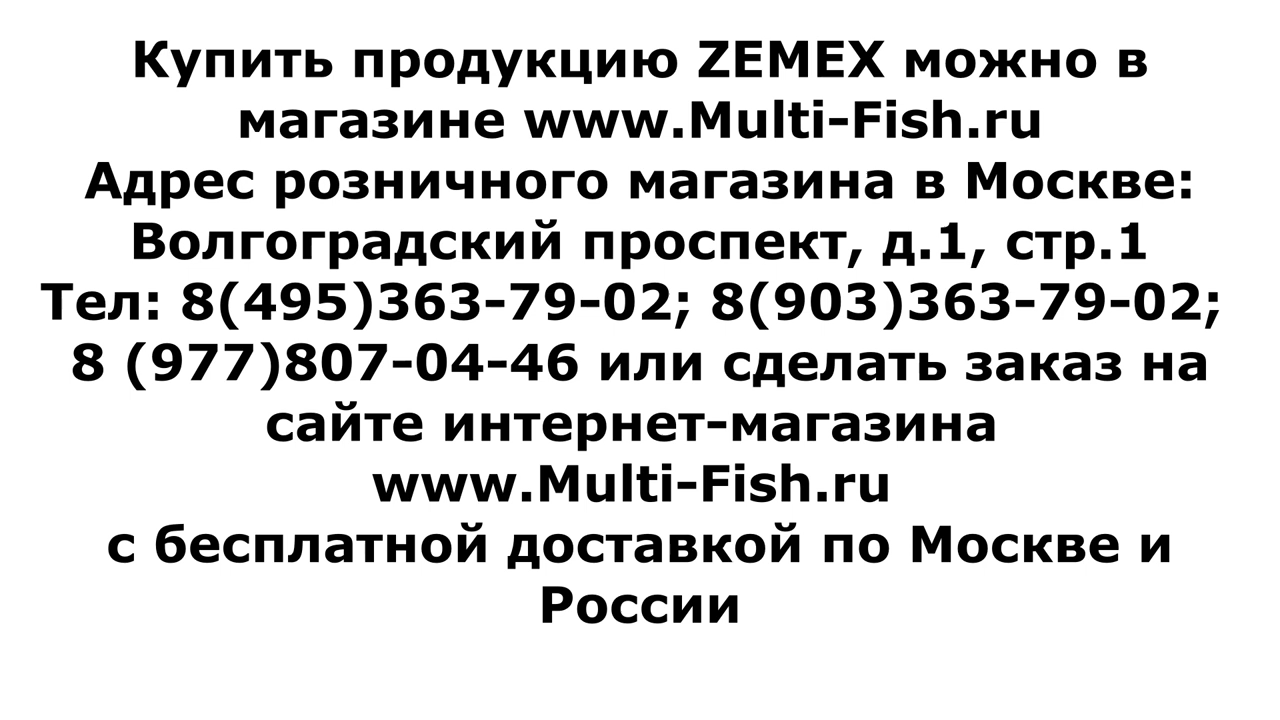 Купить продукцию ZEMEX можно в
магазине www.Multi-Fish.ru
Адрес розничного магазина в Москве:
Волгоградский проспект, д.1, стр.1
Тел: 8(495)363-79-02; 8(903)363-79-02;
8 (977)807-04-46 или сделать заказ на
сайте интернет-магазина
www.Multi-Fish.ru
с бесплатной доставкой по Москве и
России